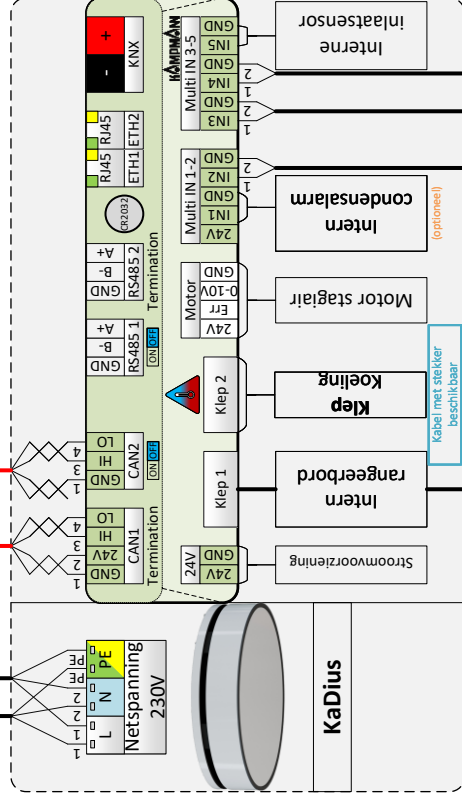 +
-
KNX
RJ45
RJ45
ETH1
ETH2
CR2032
A+
B-
GND
RS485 2
Termination
A+
B-
GND
RS485 1
ON OFF
LO
HI
GND
CAN2
ON OFF
LO
HI
24V
GND
CAN1
Termination
4
3
1
4
3
2
1
KAMPMANN
GND
IN5
GND
IN4
GND
IN3
Multi IN 3-5
2
1
2
1
GND
IN2
GND
IN1
24V
Multi IN 1-2
2
1
Motor
GND
0-10V
Err
24V
Klep 2
Klep 1
24V
GND
24V
Interne
inlaatsensor
Intern
condensalarm
(optioneel)
Motor stagiair
Klep
Koeling
Kabel met stekker
beschikbaar
Intern
rangeerbord
Stroomvoorziening
PE
PE
2
2
1
1
L
N
PE
Netspanning
230V
KaDius